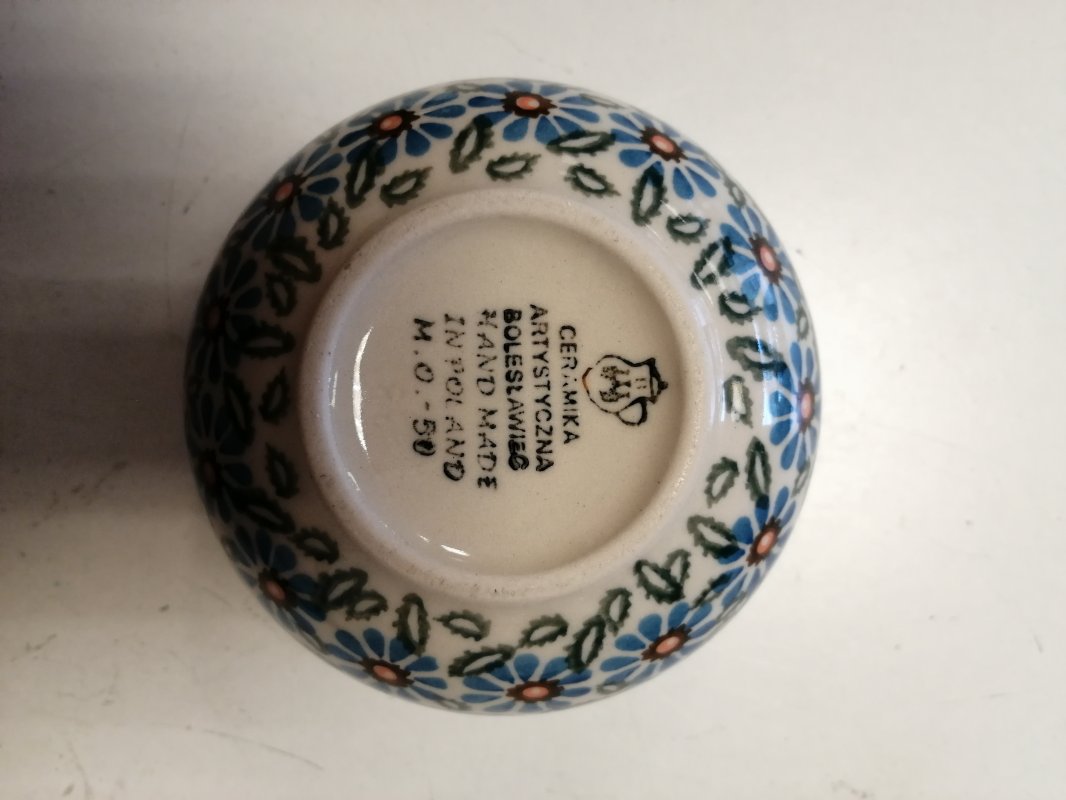 CERAMIKA
ARTYSTYCZNA
BOLESŁAWIEC
HAND MADE
IN POLAND
M.O.-50